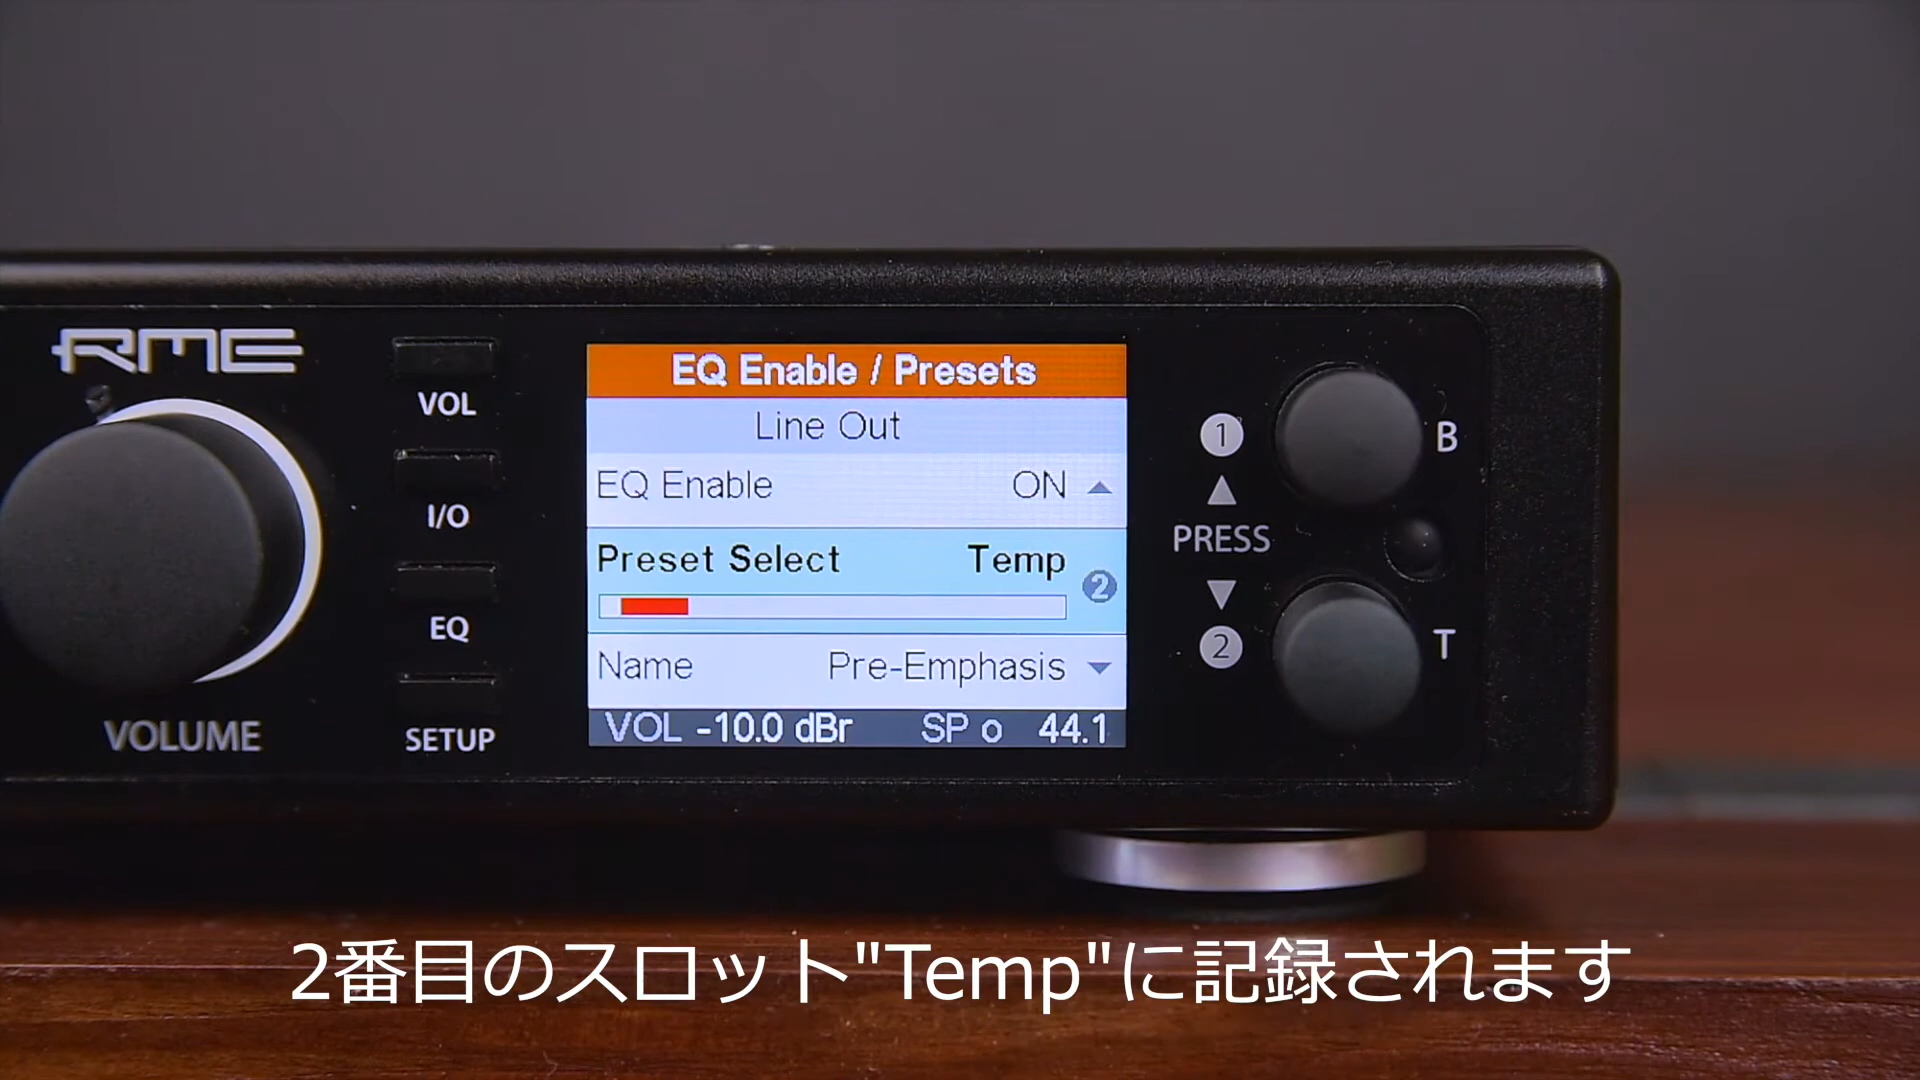 RME
VOLUME
VOL
I/O
EQ
SETUP
EQ Enable / Presets
Line Out
EQ Enable ON
Preset Select Temp
2
Name Pre-Emphasis
VOL -10.0 dBr SP o 44.1
1
PRESS
2
B
T
2番目のスロット"Temp"に記録されます